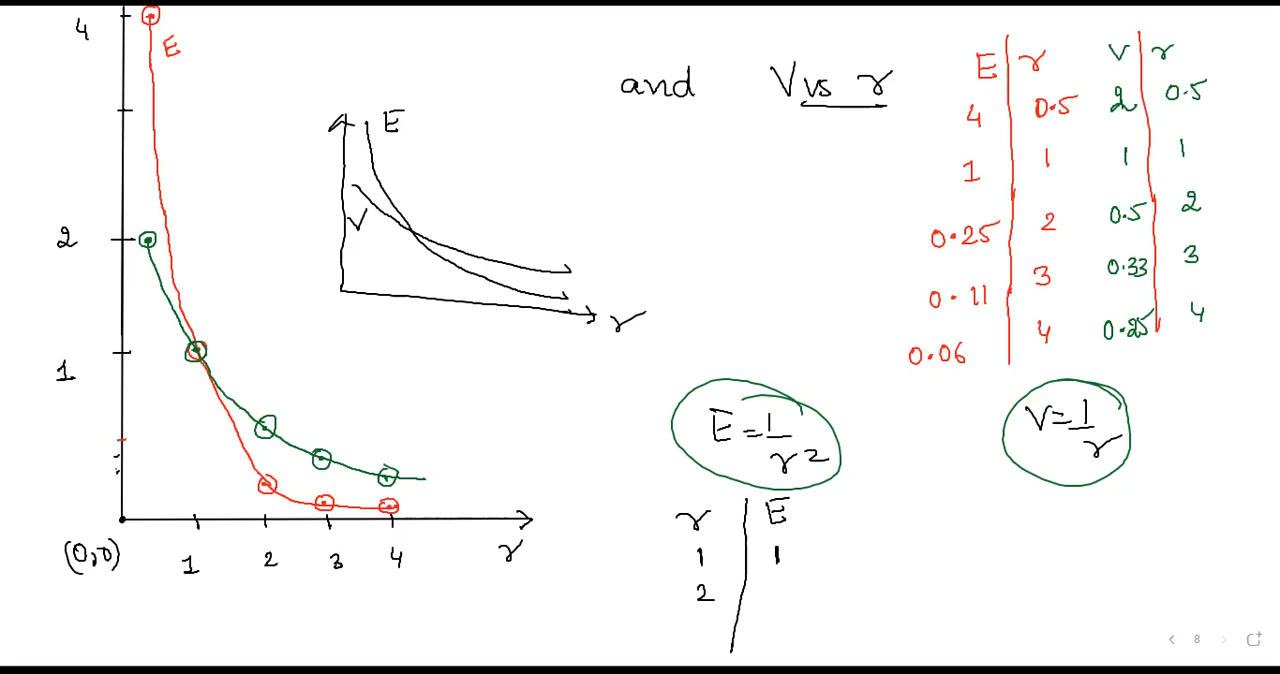 4
E
2
1
(0,0)
1 2 3 4 r
E
V
r
and V vs r
E r
4 0.5
1 1
0.25 2
0.11 3
0.06 4
V r
2 0.5
1 1
0.5 2
0.33 3
0.25 4
E = 1/r2
V = 1/r
r E
1 1
2
8